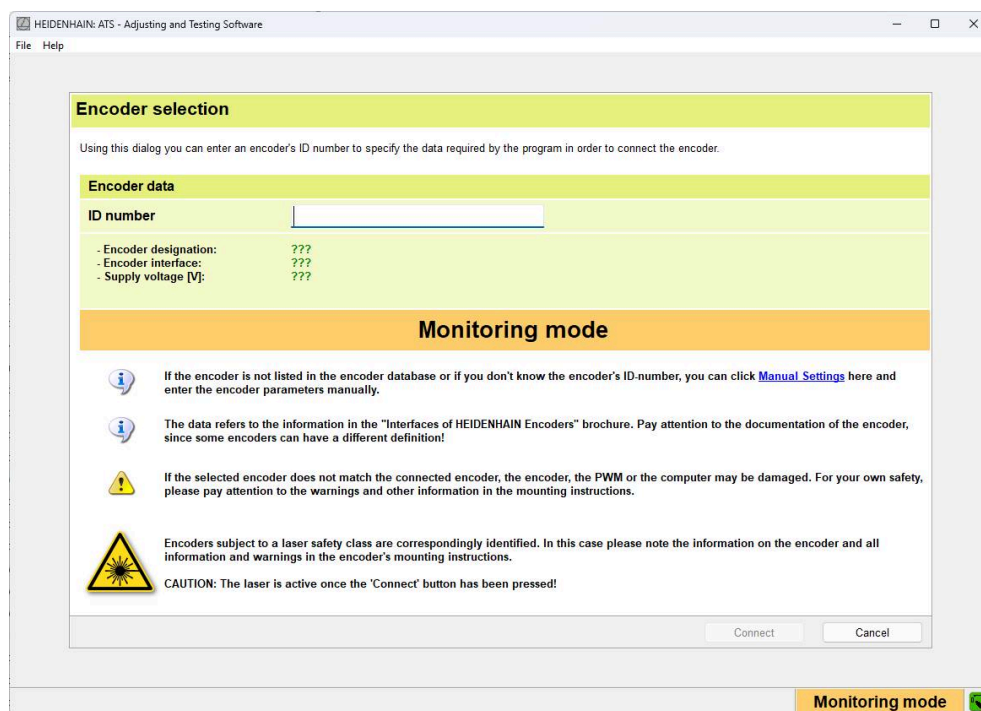 HEIDENHAIN: ATS - Adjusting and Testing Software
File Help
Encoder selection
Using this dialog you can enter an encoder's ID number to specify the data required by the program in order to connect the encoder.
Encoder data
ID number
- Encoder designation: ???
- Encoder interface: ???
- Supply voltage [V]: ???
Monitoring mode
If the encoder is not listed in the encoder database or if you don't know the encoder's ID-number, you can click Manual Settings here and
enter the encoder parameters manually.
The data refers to the information in the "Interfaces of HEIDENHAIN Encoders" brochure. Pay attention to the documentation of the encoder,
since some encoders can have a different definition!
If the selected encoder does not match the connected encoder, the encoder, the PWM or the computer may be damaged. For your own safety,
please pay attention to the warnings and other information in the mounting instructions.
Encoders subject to a laser safety class are correspondingly identified. In this case please note the information on the encoder and all
information and warnings in the encoder's mounting instructions.
CAUTION: The laser is active once the 'Connect' button has been pressed!
Connect Cancel
Monitoring mode